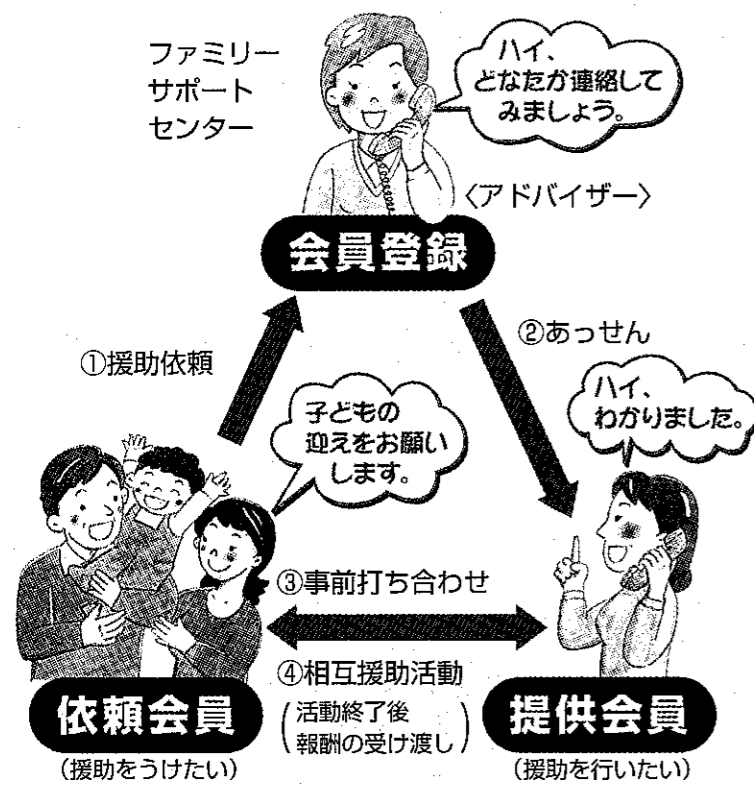 ファミリー
サポート
センター
ハイ、
どなたか連絡して
みましょう。
〈アドバイザー〉
会員登録
①援助依頼
②あっせん
子どもの
迎えをお願い
します。
ハイ、
わかりました。
③事前打ち合わせ
④相互援助活動
(活動終了後
報酬の受け渡し)
依頼会員
(援助をうけたい)
提供会員
(援助を行いたい)